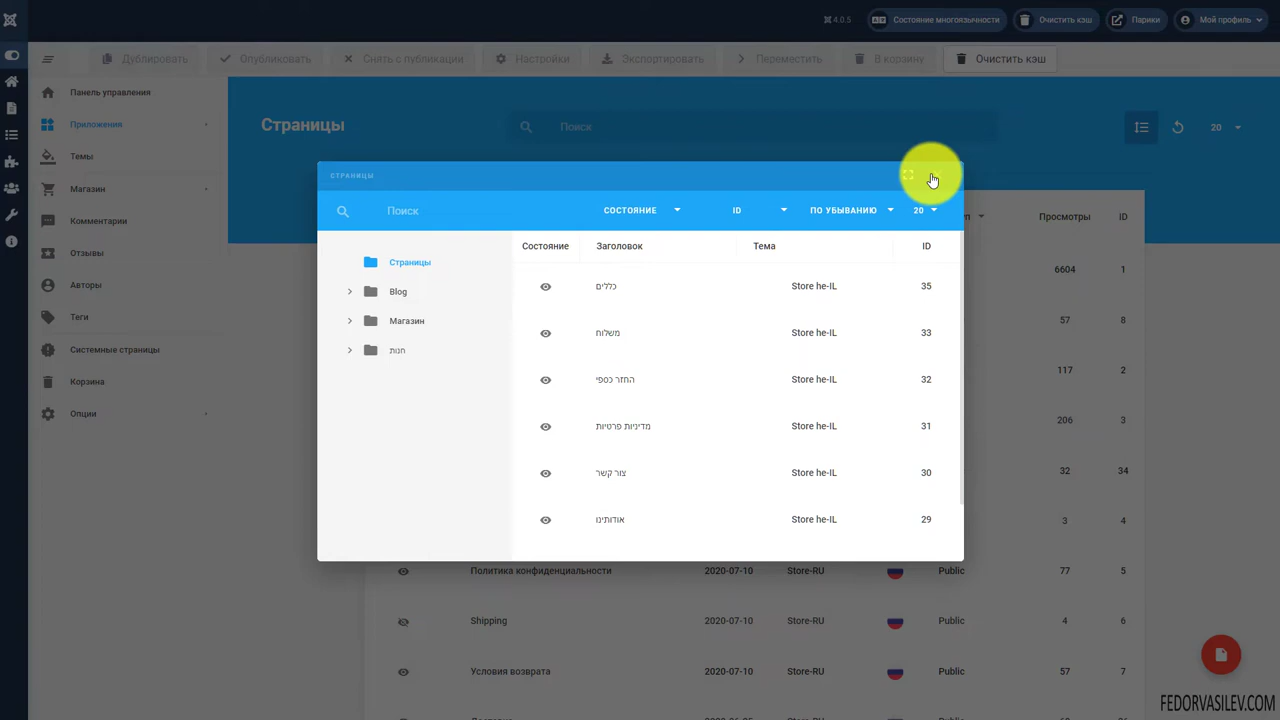 4.0.5
Состояние многоязычности
Очистить кэш
Парики
Мой профиль
Дублировать
Опубликовать
Снять с публикации
Настройки
Экспортировать
Переместить
В корзину
Очистить кэш
Панель управления
Приложения
Темы
Магазин
Комментарии
Отзывы
Авторы
Теги
Системные страницы
Корзина
Опции
Страницы
Поиск
20
Просмотры
ID
6604
1
57
8
117
2
206
3
32
34
3
4
СТРАНИЦЫ
Поиск
СОСТОЯНИЕ
ID
ПО УБЫВАНИЮ
20
Страницы
Blog
Магазин
חנות
Состояние
Заголовок
Тема
ID
כללים
Store he-IL
35
משלוח
Store he-IL
33
החזר כספי
Store he-IL
32
מדיניות פרטיות
Store he-IL
31
צור קשר
Store he-IL
30
אודותינו
Store he-IL
29
Политика конфиденциальности
2020-07-10
Store-RU
Public
77
5
Shipping
2020-07-10
Store-RU
Public
4
6
Условия возврата
2020-07-10
Store-RU
Public
57
7
FEDORVASILEV.COM